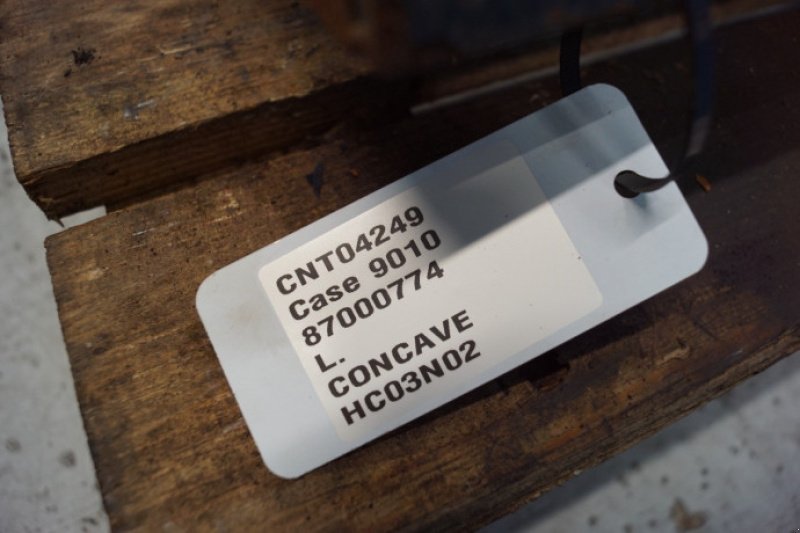 CNT04249
Case 9010
87000774
L.
CONCAVE
HC03N02